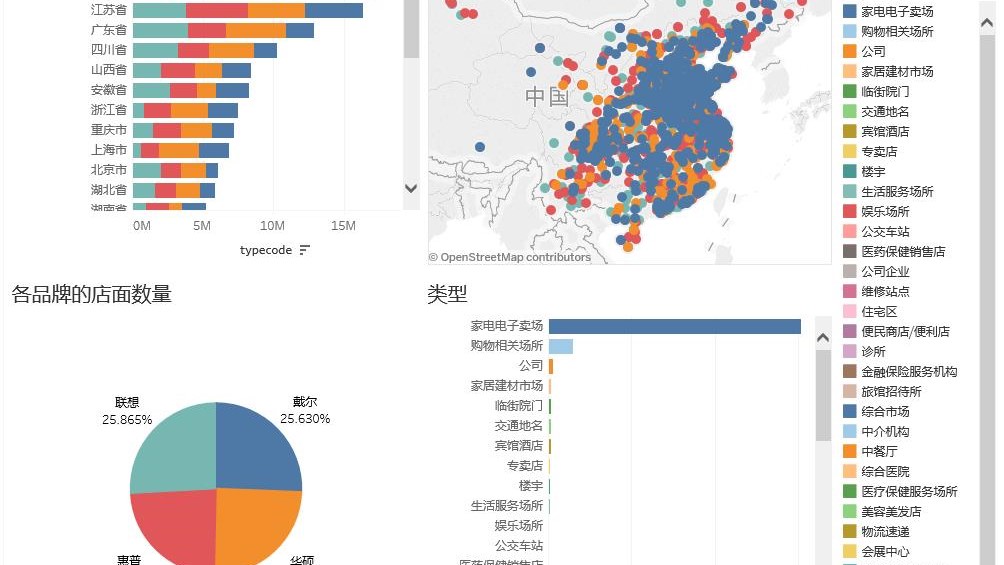 江苏省
广东省
四川省
山西省
安徽省
浙江省
重庆市
上海市
北京市
湖北省
湖南省
0M 5M 10M 15M
typecode
中国
© OpenStreetMap contributors
各品牌的店面数量
联想
25.865%
戴尔
25.630%
惠普
华硕
类型
家电电子卖场
购物相关场所
公司
家居建材市场
临街院门
交通地名
宾馆酒店
专卖店
楼宇
生活服务场所
娱乐场所
公交车站
医药保健销售店
家电电子卖场
购物相关场所
公司
家居建材市场
临街院门
交通地名
宾馆酒店
专卖店
楼宇
生活服务场所
娱乐场所
公交车站
医药保健销售店
公司企业
维修站点
住宅区
便民商店/便利店
诊所
金融保险服务机构
旅馆招待所
综合市场
中介机构
中餐厅
综合医院
医疗保健服务场所
美容美发店
物流速递
会展中心